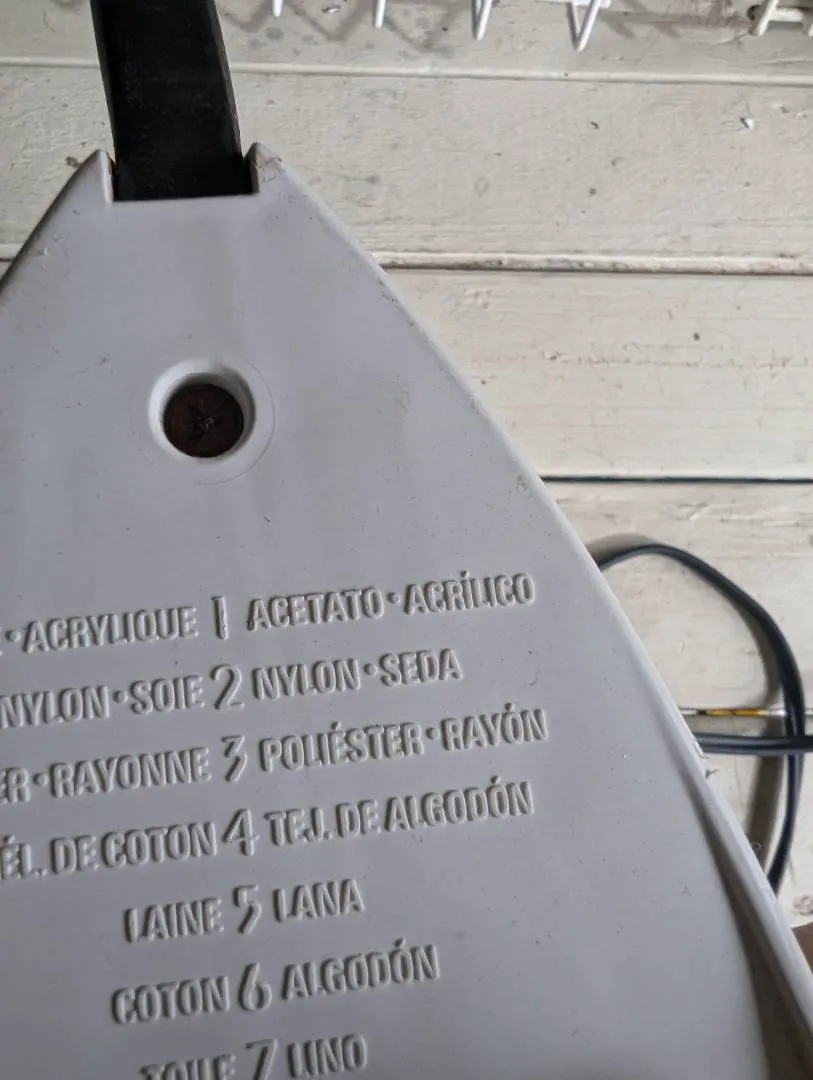 ACRYLIQUE 1 ACETATO·ACRÍLICO
NYLON·SOIE 2 NYLON·SEDA
RAYONNE 3 POLIÉSTER·RAYÓN
DE COTON 4 TEJ. DE ALGODÓN
LAINE 5 LANA
COTON 6 ALGODÓN
TOILE 7 LINO